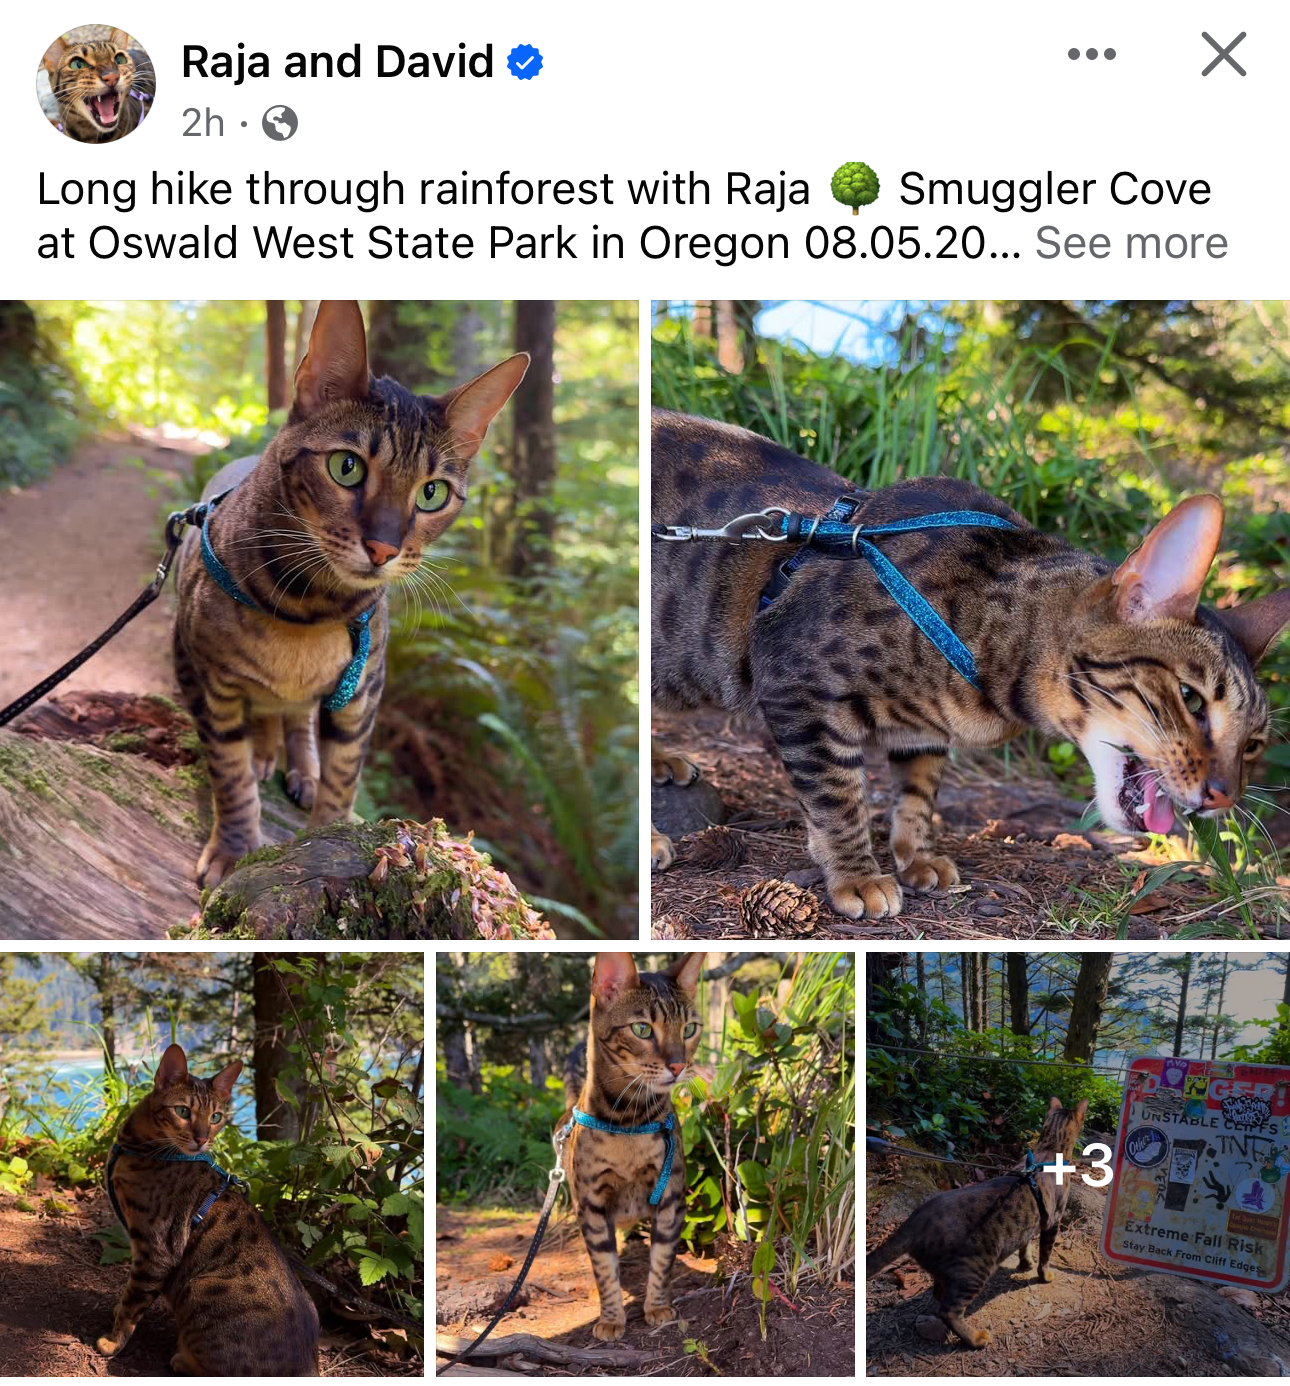 Raja and David
2h ·
Long hike through rainforest with Raja 🌳 Smuggler Cove
at Oswald West State Park in Oregon 08.05.20... See more
+3
UNSTABLE CLIFFS
Extreme Fall Risk
Stay Back From Cliff Edges